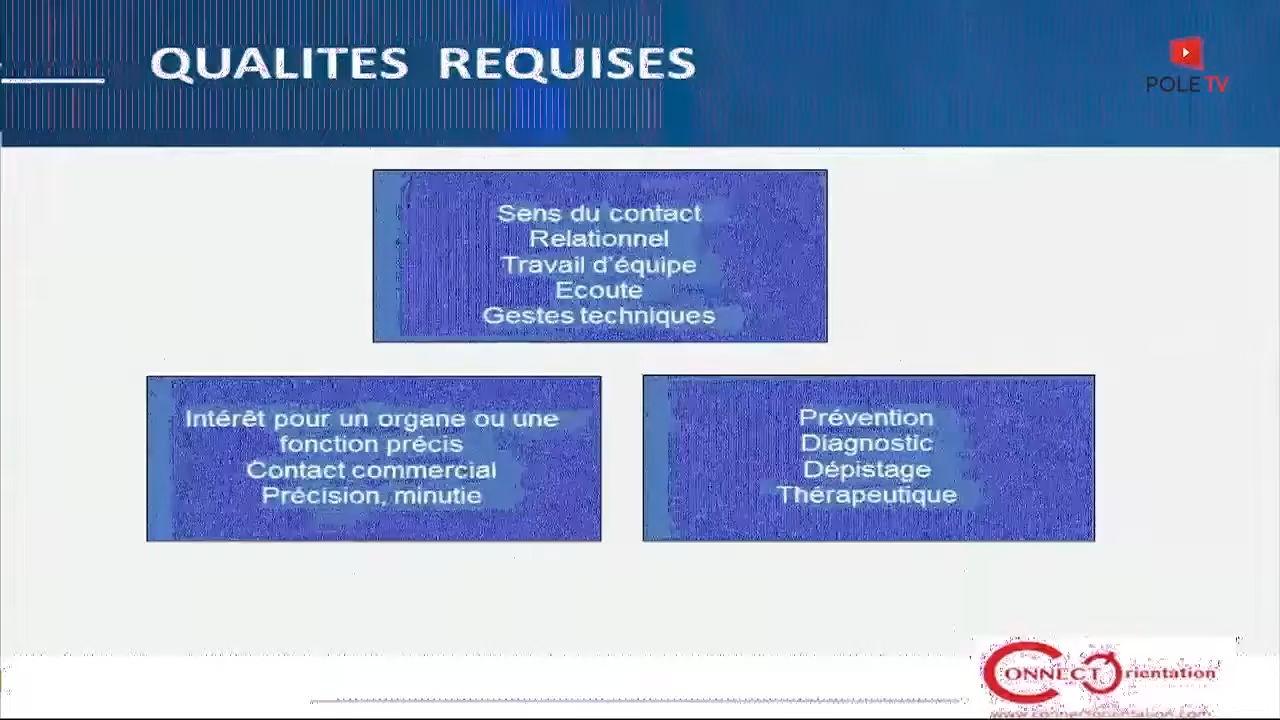 QUALITES REQUISES
POLE TV
Sens du contact
Relationnel
Travail d'équipe
Ecoute
Gestes techniques
Intérêt pour un organe ou une
fonction précis
Contact commercial
Précision, minutie
Prévention
Diagnostic
Dépistage
Thérapeutique
CONNECT Orientation